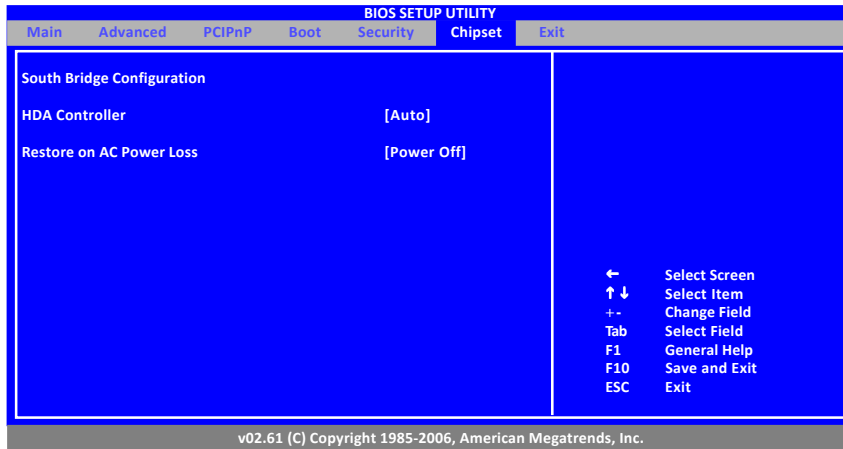 BIOS SETUP UTILITY
Main Advanced PCIPnP Boot Security Chipset Exit
South Bridge Configuration
HDA Controller [Auto]
Restore on AC Power Loss [Power Off]
← Select Screen
↑↓ Select Item
+- Change Field
Tab Select Field
F1 General Help
F10 Save and Exit
ESC Exit
v02.61 (C) Copyright 1985-2006, American Megatrends, Inc.